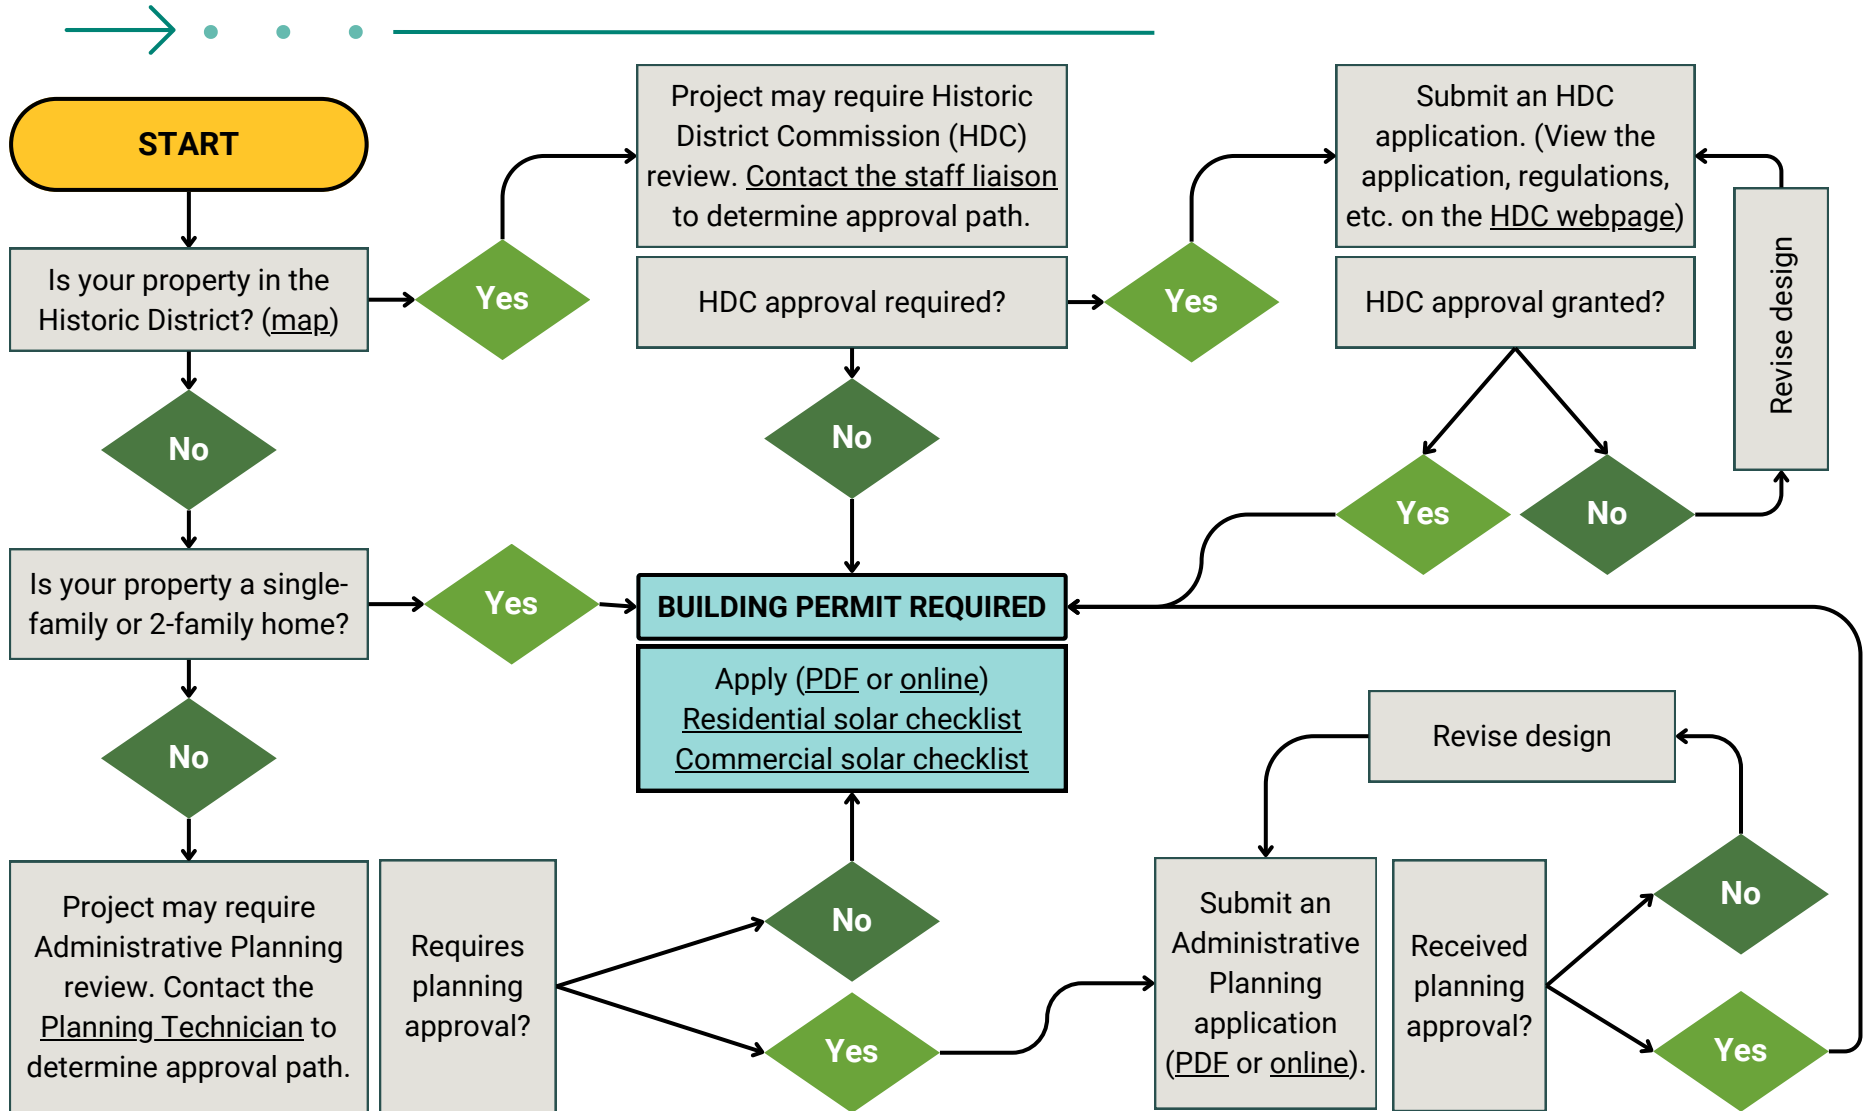 START
Is your property in the
Historic District? (map)
Yes
Project may require Historic
District Commission (HDC)
review. Contact the staff liaison
to determine approval path.
HDC approval required?
Yes
Submit an HDC
application. (View the
application, regulations,
etc. on the HDC webpage)
HDC approval granted?
Revise design
No
No
Yes
No
Is your property a single-
family or 2-family home?
Yes
BUILDING PERMIT REQUIRED
Apply (PDF or online)
Residential solar checklist
Commercial solar checklist
No
Project may require
Administrative Planning
review. Contact the
Planning Technician to
determine approval path.
Requires
planning
approval?
No
Yes
Submit an
Administrative
Planning
application
(PDF or online).
Revise design
Received
planning
approval?
No
Yes